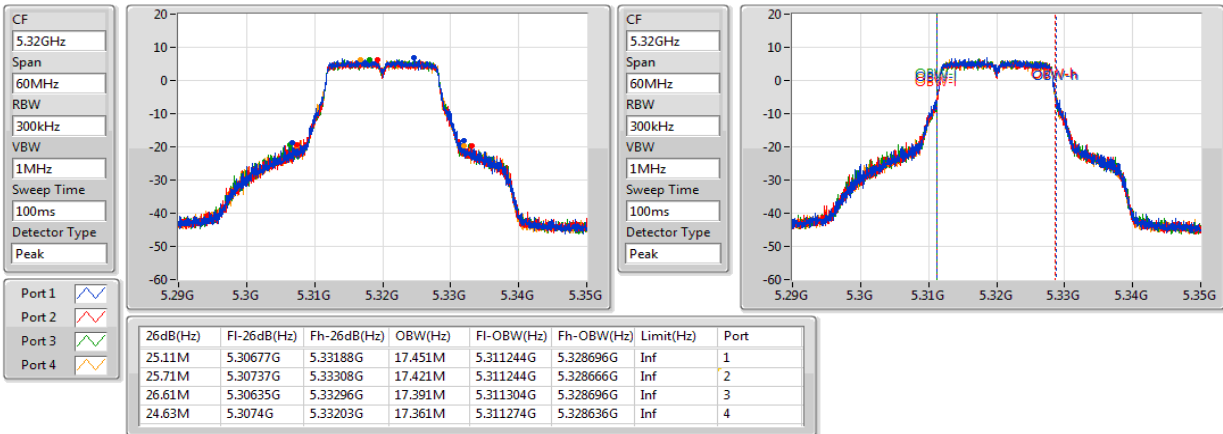 CF
5.32GHz
Span
60MHz
RBW
300kHz
VBW
1MHz
Sweep Time
100ms
Detector Type
Peak
20
10
0
-10
-20
-30
-40
-50
-60
5.29G 5.3G 5.31G 5.32G 5.33G 5.34G 5.35G
CF
5.32GHz
Span
60MHz
RBW
300kHz
VBW
1MHz
Sweep Time
100ms
Detector Type
Peak
20
10
0
-10
-20
-30
-40
-50
-60
OBW-l
OBW-h
5.29G 5.3G 5.31G 5.32G 5.33G 5.34G 5.35G
Port 1
Port 2
Port 3
Port 4
26dB(Hz) Fl-26dB(Hz) Fh-26dB(Hz) OBW(Hz) Fl-OBW(Hz) Fh-OBW(Hz) Limit(Hz) Port
25.11M 5.30677G 5.33188G 17.451M 5.311244G 5.328696G Inf 1
25.71M 5.30737G 5.33308G 17.421M 5.311244G 5.328666G Inf 2
26.61M 5.30635G 5.33296G 17.391M 5.311304G 5.328696G Inf 3
24.63M 5.3074G 5.33203G 17.361M 5.311274G 5.328636G Inf 4